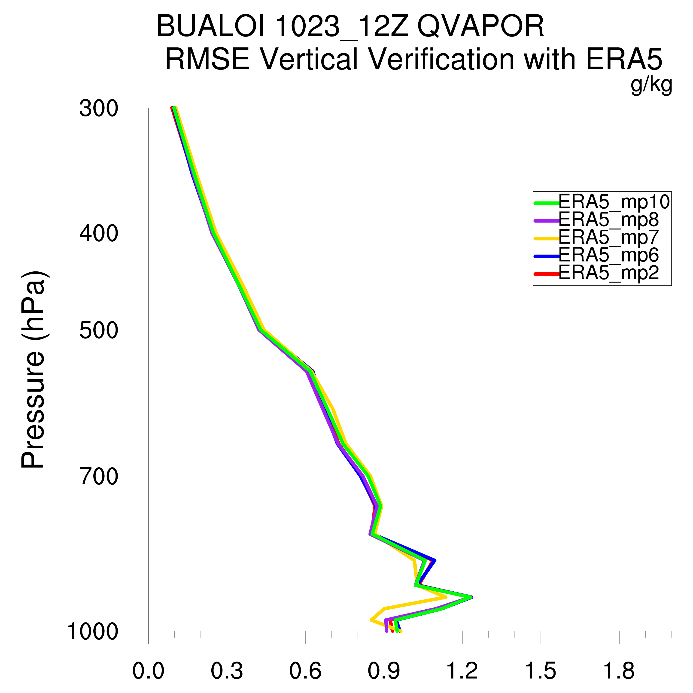 BUALOI 1023_12Z QVAPOR
RMSE Vertical Verification with ERA5
g/kg
300
400
500
700
1000
Pressure (hPa)
ERA5_mp10
ERA5_mp8
ERA5_mp7
ERA5_mp6
ERA5_mp2
0.0 0.3 0.6 0.9 1.2 1.5 1.8